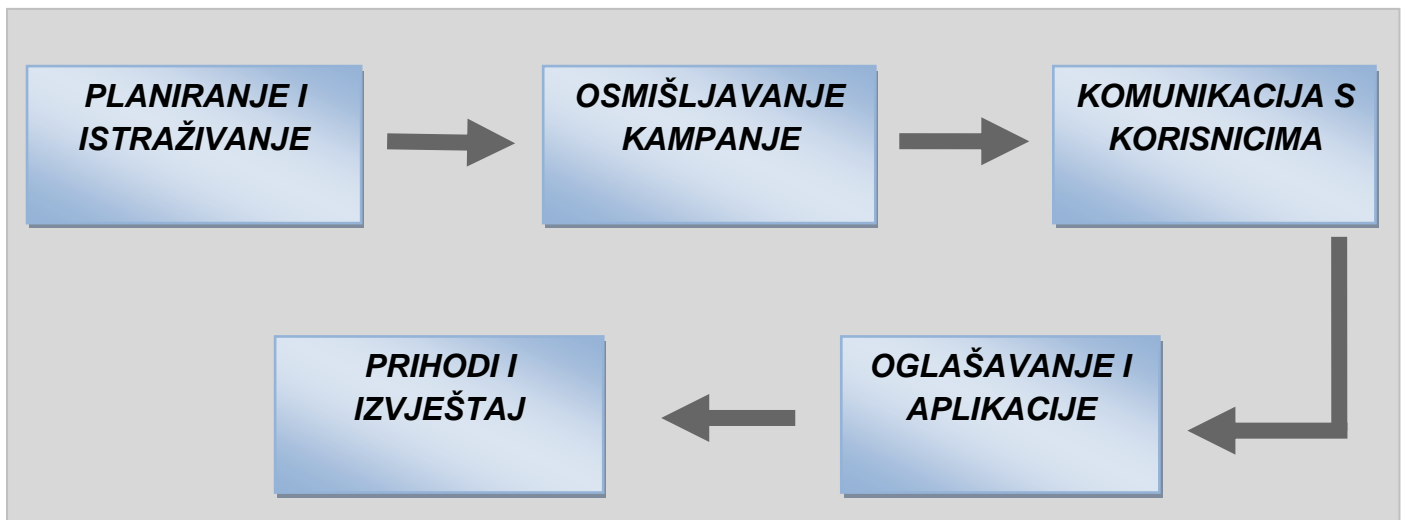 PLANIRANJE I
ISTRAŽIVANJE
OSMIŠLJAVANJE
KAMPANJE
KOMUNIKACIJA S
KORISNICIMA
OGLAŠAVANJE I
APLIKACIJE
PRIHODI I
IZVJEŠTAJ